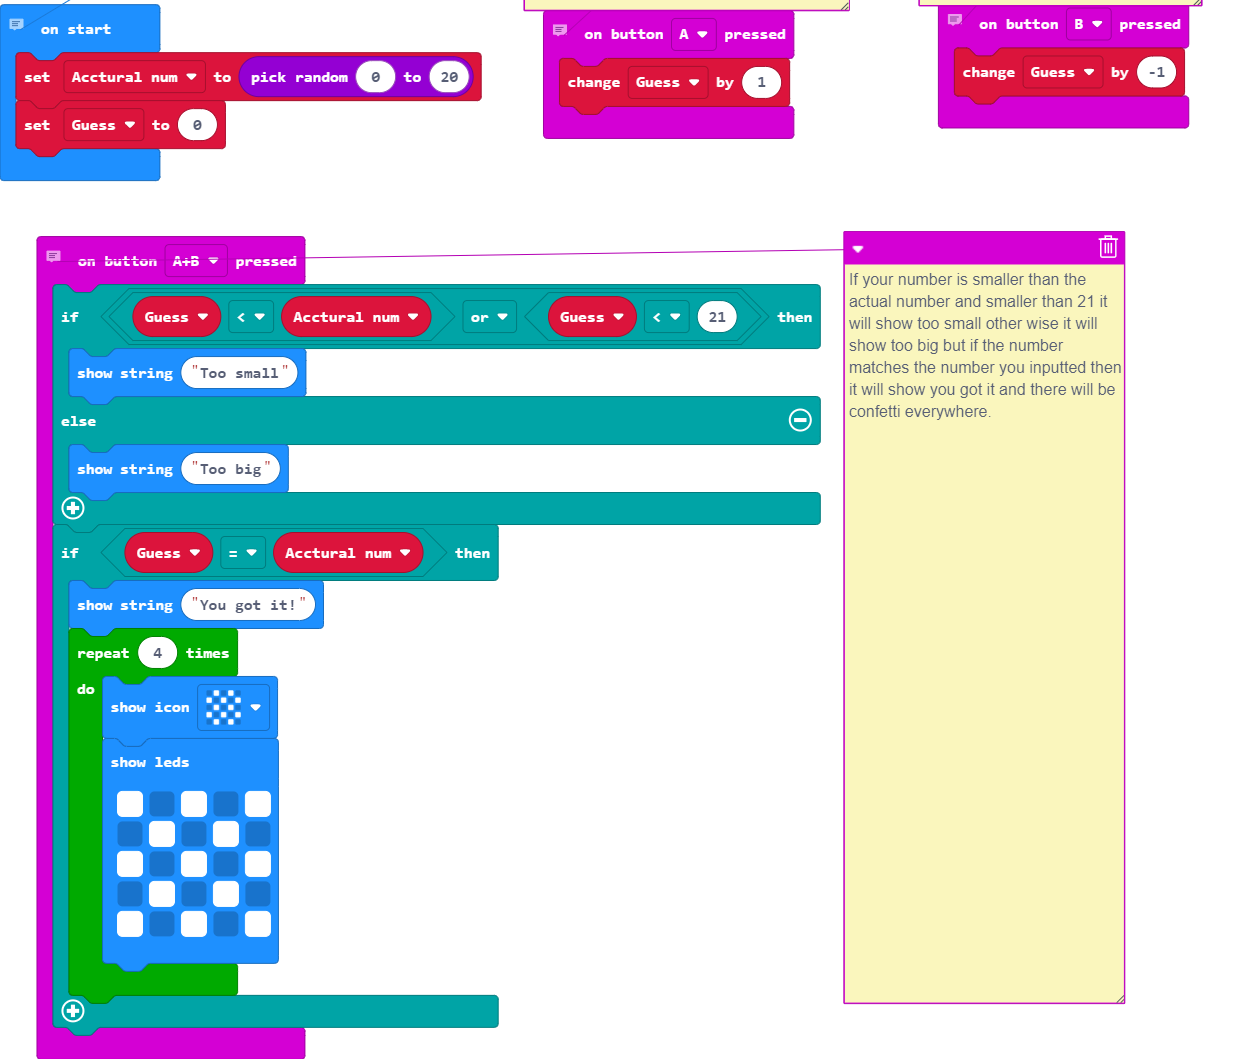 on start
set Acctural num to pick random 0 to 20
set Guess to 0
on button A pressed
change Guess by 1
on button B pressed
change Guess by -1
on button A+B pressed
if Guess < Acctural num or Guess < 21 then
show string "Too small"
else
show string "Too big"
if Guess = Acctural num then
show string "You got it!"
repeat 4 times
do
show icon
show leds
If your number is smaller than the
actual number and smaller than 21 it
will show too small other wise it will
show too big but if the number
matches the number you inputted then
it will show you got it and there will be
confetti everywhere.